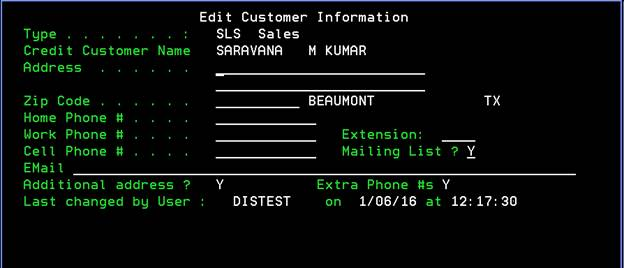 Edit Customer Information
Type . . . . . . . : SLS Sales
Credit Customer Name SARAVANA M KUMAR
Address . . . . . .
Zip Code . . . . . . BEAUMONT TX
Home Phone # . . . .
Work Phone # . . . . Extension:
Cell Phone # . . . . Mailing List ? Y
EMail
Additional address ? Y Extra Phone #s Y
Last changed by User : DISTEST on 1/06/16 at 12:17:30